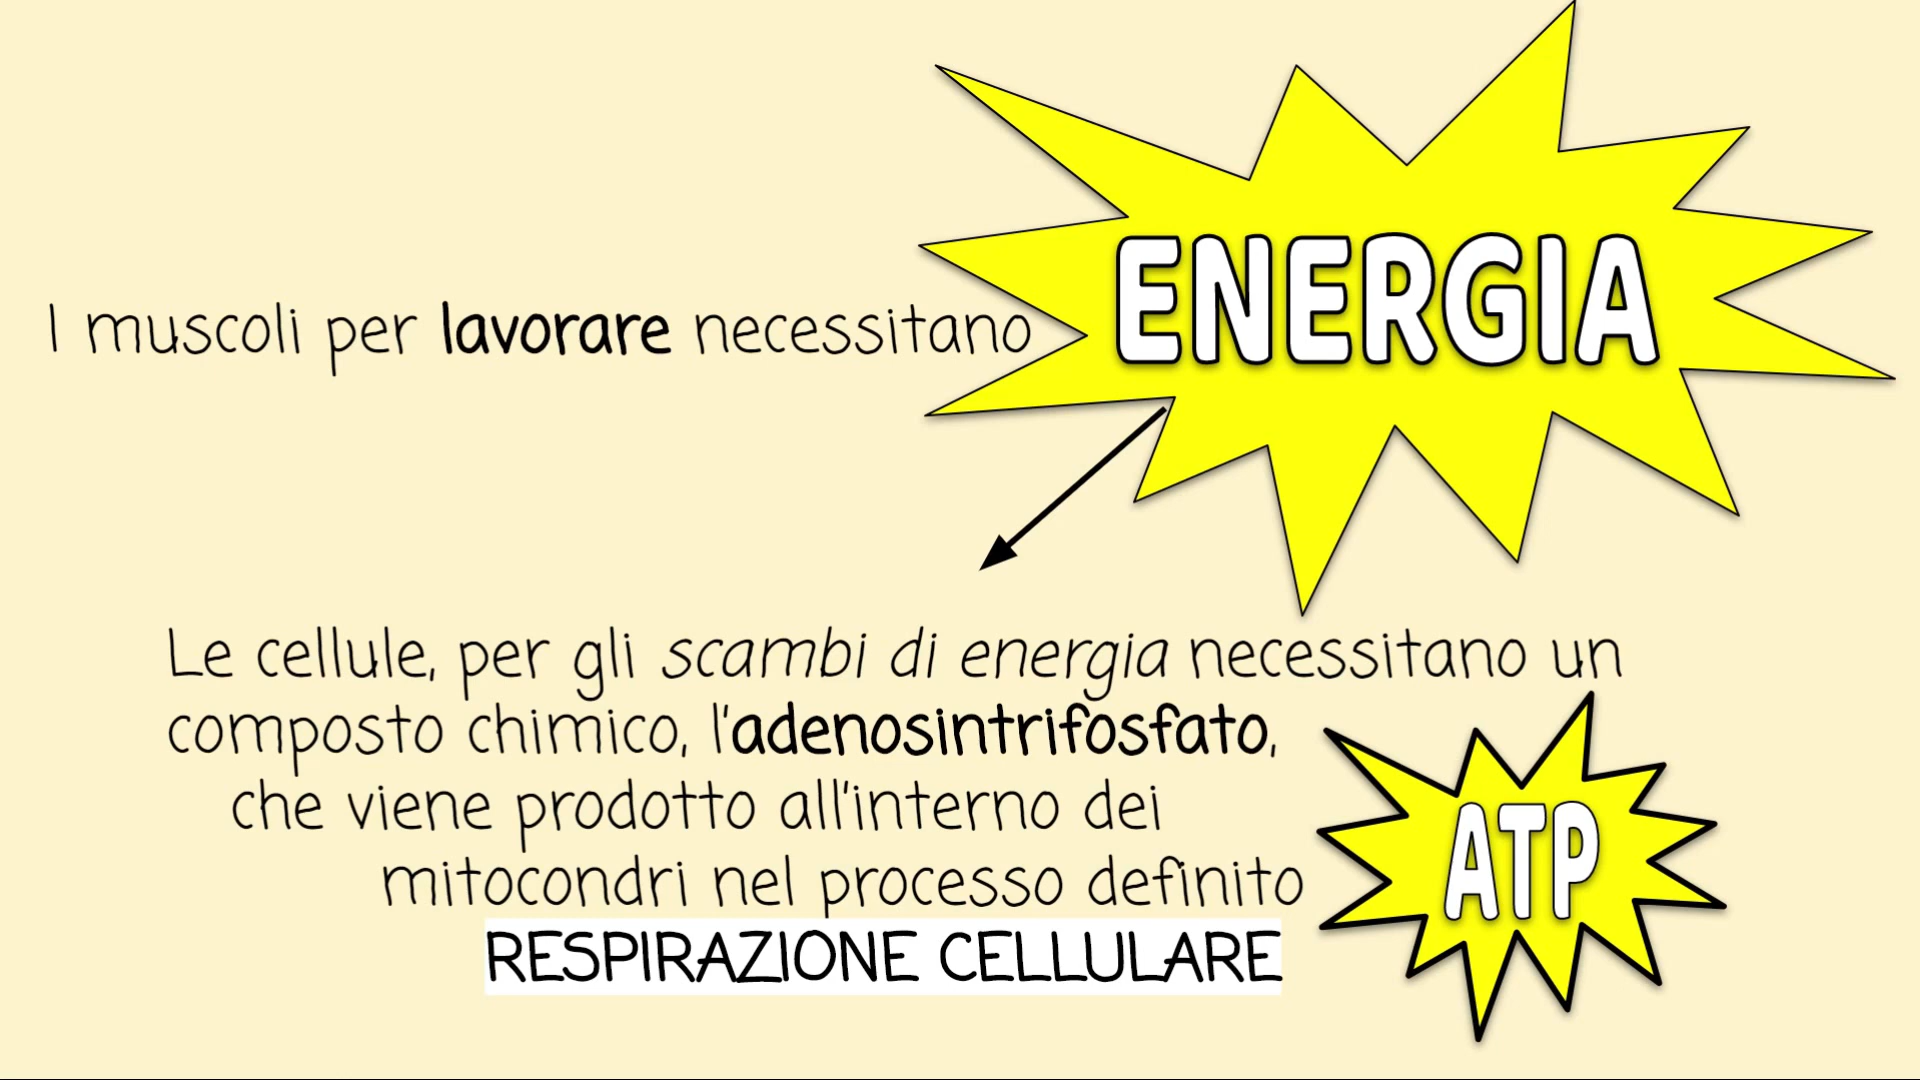 I muscoli per lavorare necessitano
ENERGIA
Le cellule, per gli scambi di energia necessitano un
composto chimico, l'adenosintrifosfato,
che viene prodotto all'interno dei
mitocondri nel processo definito
RESPIRAZIONE CELLULARE
ATP